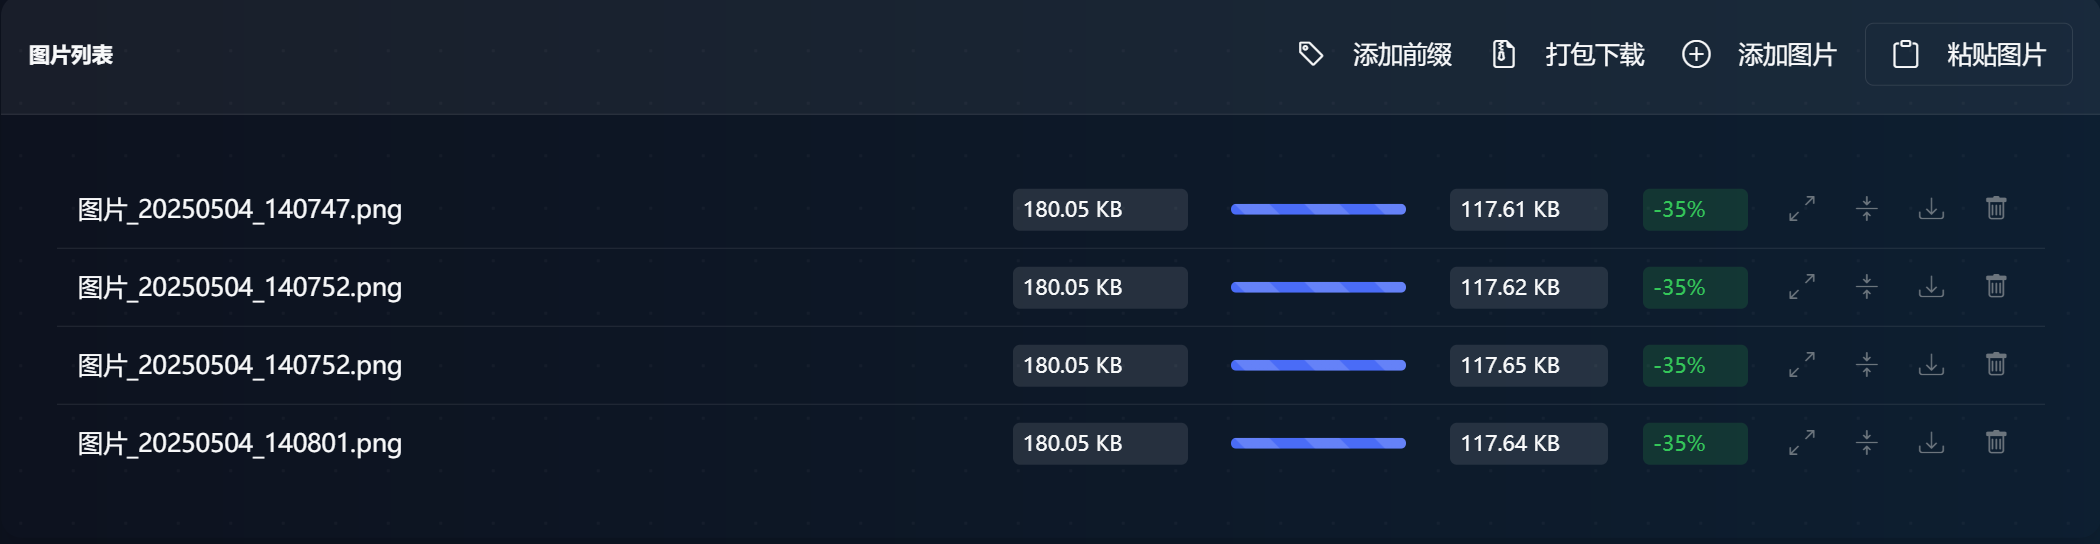 图片列表 添加前缀 打包下载 添加图片 粘贴图片
图片_20250504_140747.png 180.05 KB 117.61 KB -35%
图片_20250504_140752.png 180.05 KB 117.62 KB -35%
图片_20250504_140752.png 180.05 KB 117.65 KB -35%
图片_20250504_140801.png 180.05 KB 117.64 KB -35%